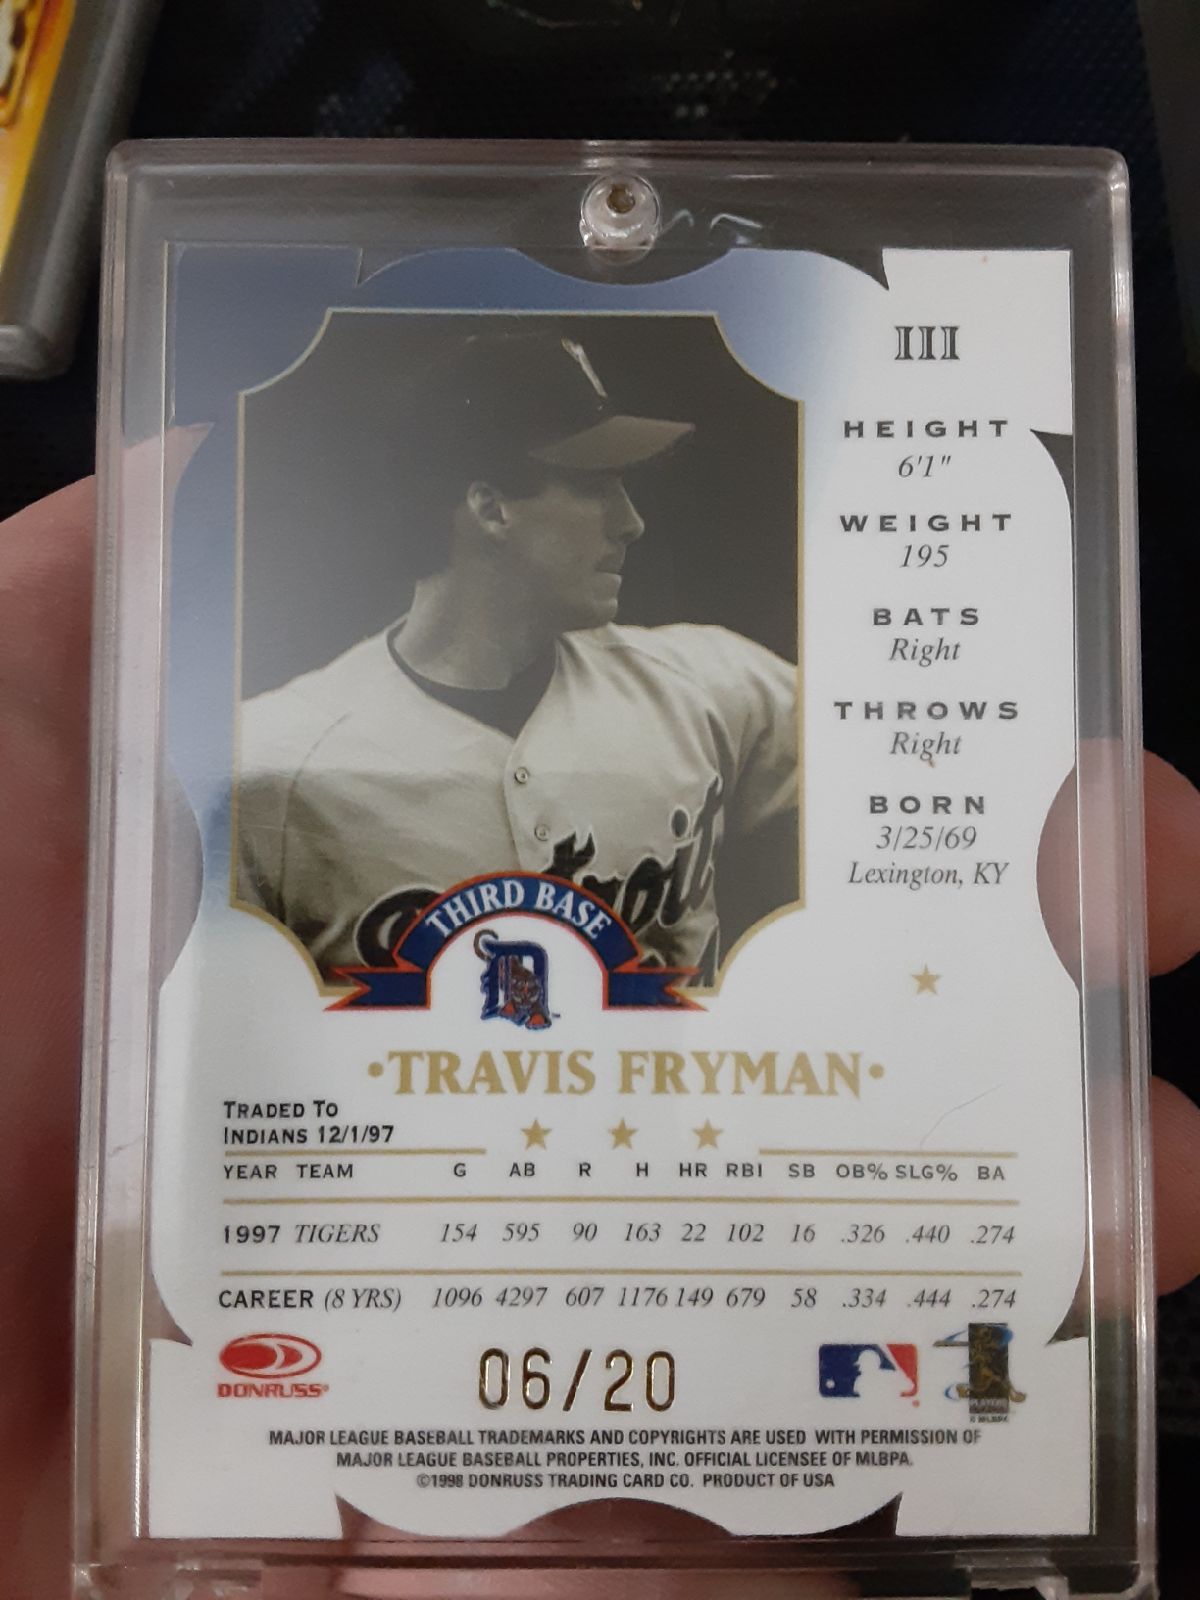 III
HEIGHT
6'1"
WEIGHT
195
BATS
Right
THROWS
Right
BORN
3/25/69
Lexington, KY
Detroit
THIRD BASE
D
•TRAVIS FRYMAN•
TRADED TO
INDIANS 12/1/97
YEAR TEAM G AB R H HR RBI SB OB% SLG% BA
1997 TIGERS 154 595 90 163 22 102 16 .326 .440 .274
CAREER (8 YRS) 1096 4297 607 1176 149 679 58 .334 .444 .274
DONRUSS®
06/20
PLAYERS
© MLBPA
MAJOR LEAGUE BASEBALL TRADEMARKS AND COPYRIGHTS ARE USED WITH PERMISSION OF
MAJOR LEAGUE BASEBALL PROPERTIES, INC. OFFICIAL LICENSEE OF MLBPA.
©1998 DONRUSS TRADING CARD CO. PRODUCT OF USA